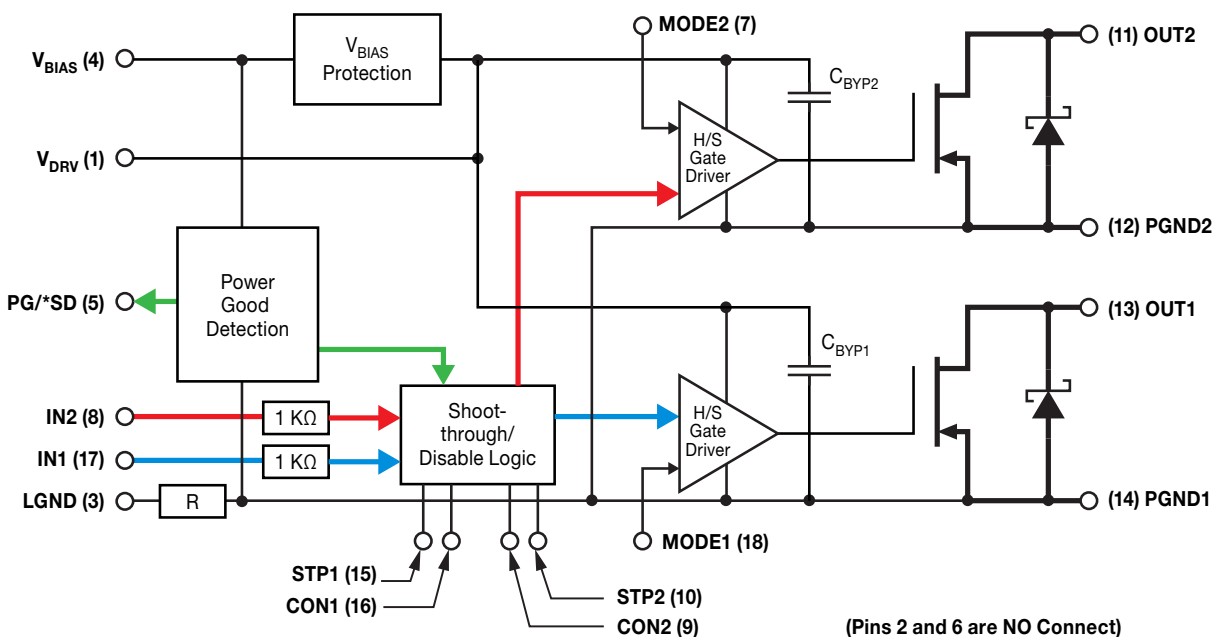 MODE2 (7)
(11) OUT2
VBIAS (4)
VBIAS
Protection
CBYP2
H/S
Gate
Driver
VDRV (1)
(12) PGND2
Power
Good
Detection
PG/*SD (5)
(13) OUT1
CBYP1
IN2 (8)
1 KΩ
Shoot-
through/
Disable Logic
H/S
Gate
Driver
IN1 (17)
1 KΩ
LGND (3)
R
(14) PGND1
MODE1 (18)
STP1 (15)
CON1 (16)
STP2 (10)
CON2 (9)
(Pins 2 and 6 are NO Connect)